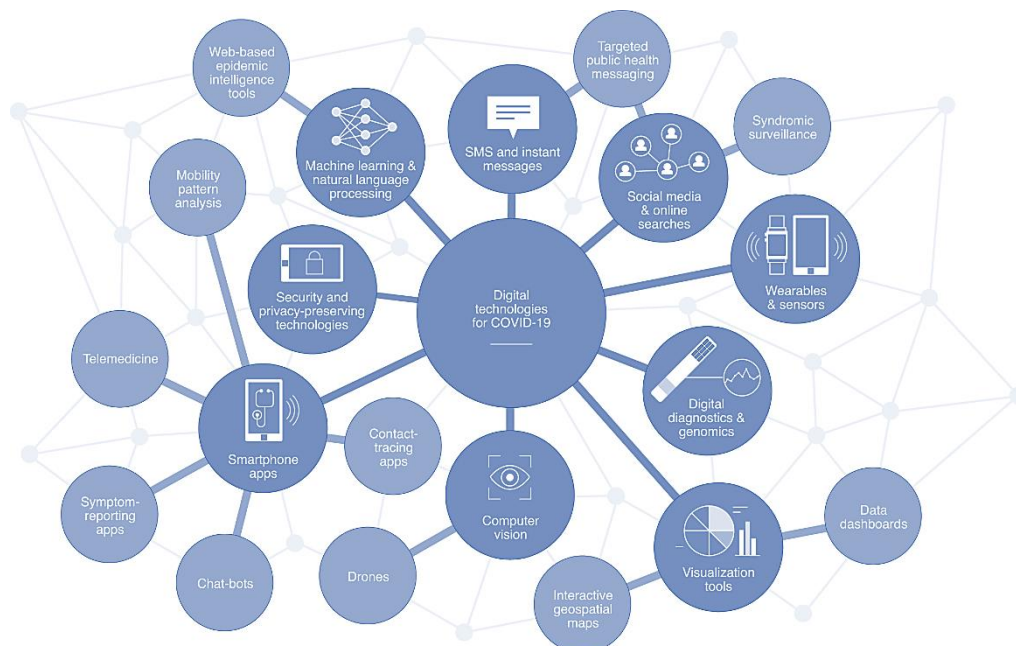 Web-based
epidemic
intelligence
tools
Targeted
public health
messaging
SMS and instant
messages
Syndromic
surveillance
Machine learning &
natural language
processing
Mobility
pattern
analysis
Social media
& online
searches
Security and
privacy-preserving
technologies
Digital
technologies
for COVID-19
Wearables
& sensors
Telemedicine
Digital
diagnostics &
genomics
Smartphone
apps
Contact-
tracing apps
Symptom-
reporting apps
Computer
vision
Data
dashboards
Visualization
tools
Chat-bots
Drones
Interactive
geospatial
maps